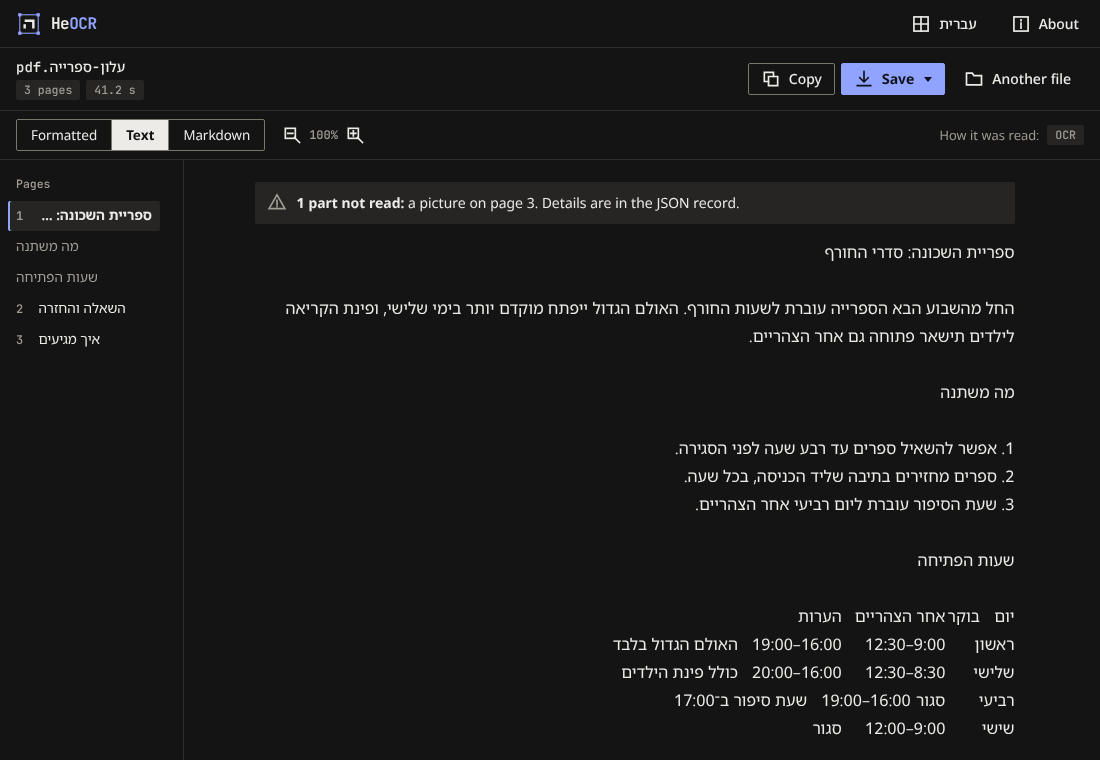 HeOCR
עברית
About
עלון-ספרייה.pdf
3 pages
41.2 s
Copy
Save
Another file
Formatted
Text
Markdown
100%
How it was read:
OCR
Pages
1 ספריית השכונה: ...
מה משתנה
שעות הפתיחה
2 השאלה והחזרה
3 איך מגיעים
1 part not read: a picture on page 3. Details are in the JSON record.
ספריית השכונה: סדרי החורף
החל מהשבוע הבא הספרייה עוברת לשעות החורף. האולם הגדול ייפתח מוקדם יותר בימי שלישי, ופינת הקריאה
לילדים תישאר פתוחה גם אחר הצהריים.
מה משתנה
1. אפשר להשאיל ספרים עד רבע שעה לפני הסגירה.
2. ספרים מחזירים בתיבה שליד הכניסה, בכל שעה.
3. שעת הסיפור עוברת ליום רביעי אחר הצהריים.
שעות הפתיחה
יום בוקר אחר הצהריים הערות
ראשון 9:00–12:30 16:00–19:00 האולם הגדול בלבד
שלישי 8:30–12:30 16:00–20:00 כולל פינת הילדים
רביעי סגור 16:00–19:00 שעת סיפור ב־17:00
שישי 9:00–12:00 סגור